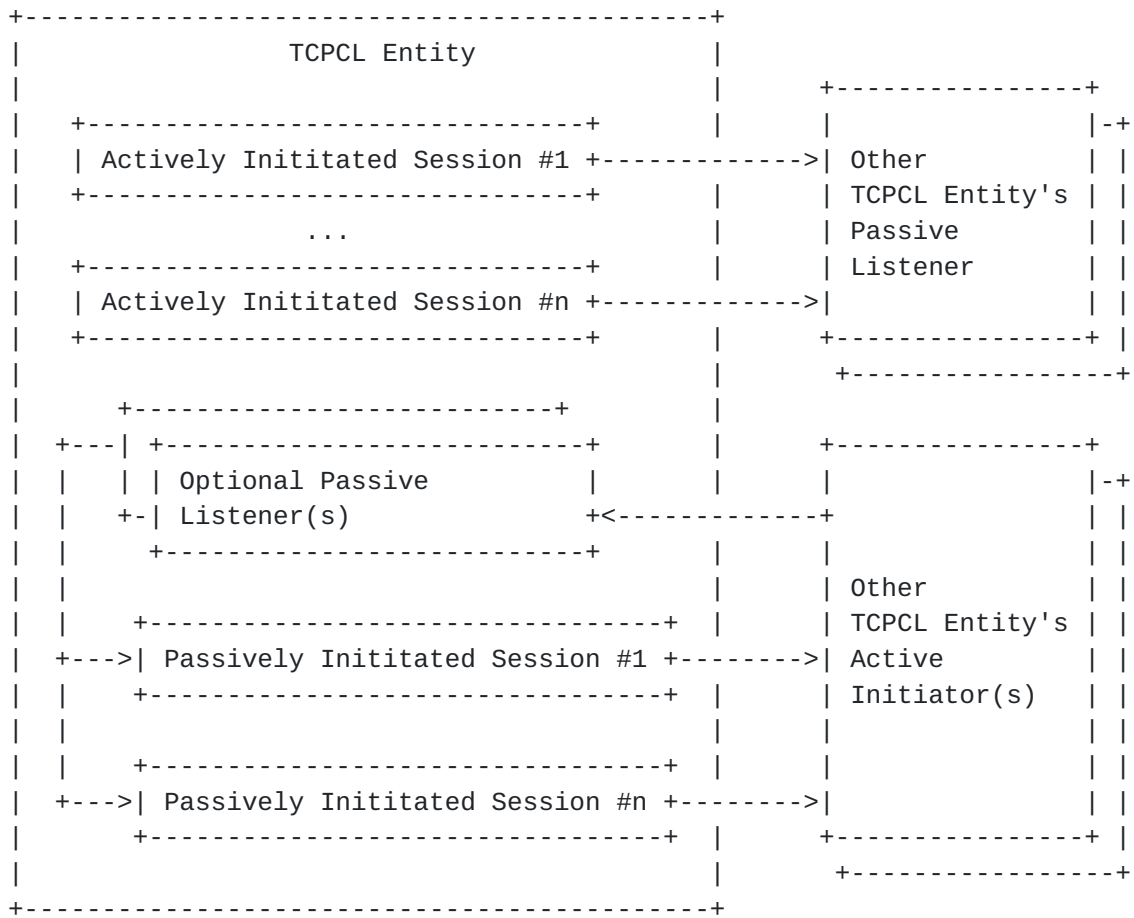 TCPCL Entity
Actively Inititated Session #1
Other
TCPCL Entity's
...
Passive
Listener
Actively Inititated Session #n
Optional Passive
Listener(s)
Other
TCPCL Entity's
Passively Inititated Session #1
Active
Initiator(s)
Passively Inititated Session #n